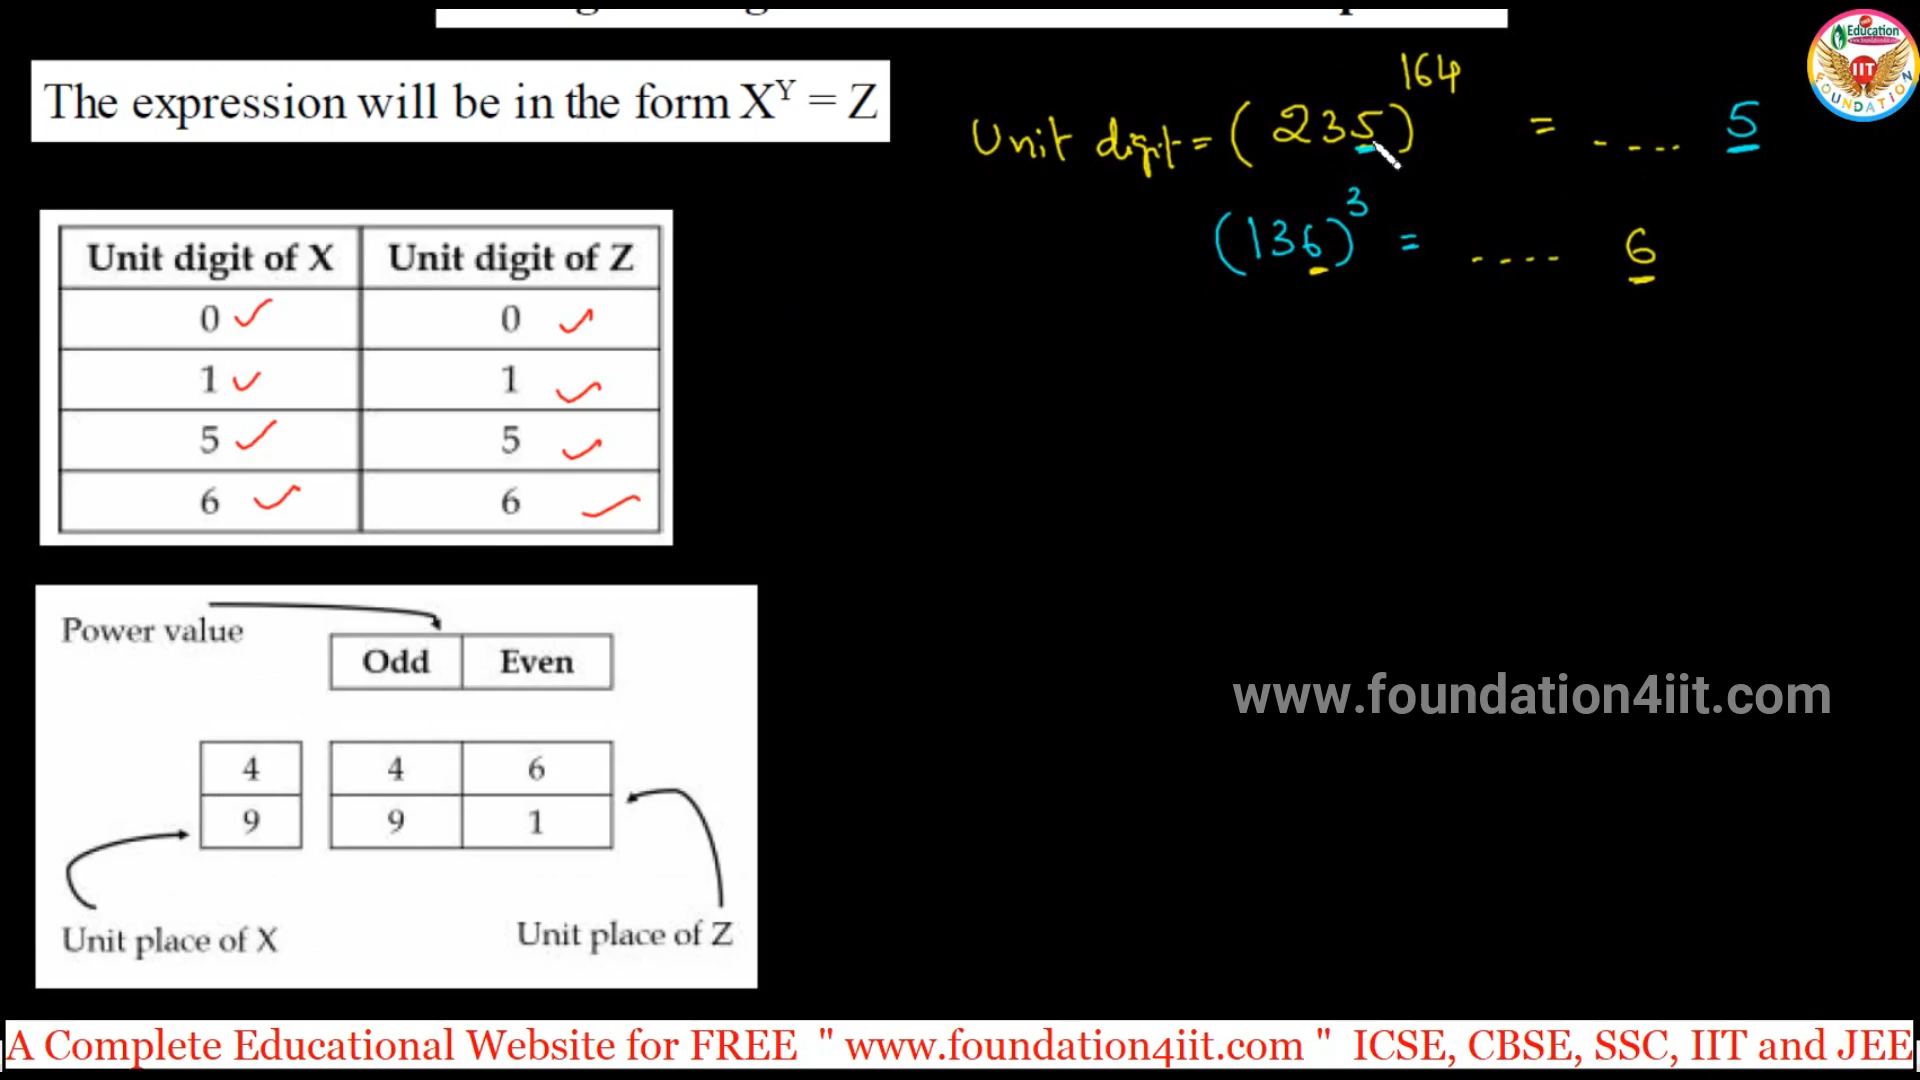 The expression will be in the form X^Y = Z
Unit digit = (235)^164 = ---- 5
(136)^3 = ---- 6
Unit digit of X Unit digit of Z
0 0
1 1
5 5
6 6
Power value
Odd Even
4 4 6
9 9 1
Unit place of X Unit place of Z
www.foundation4iit.com
Education
IIT
FOUNDATION
A Complete Educational Website for FREE " www.foundation4iit.com " ICSE, CBSE, SSC, IIT and JEE